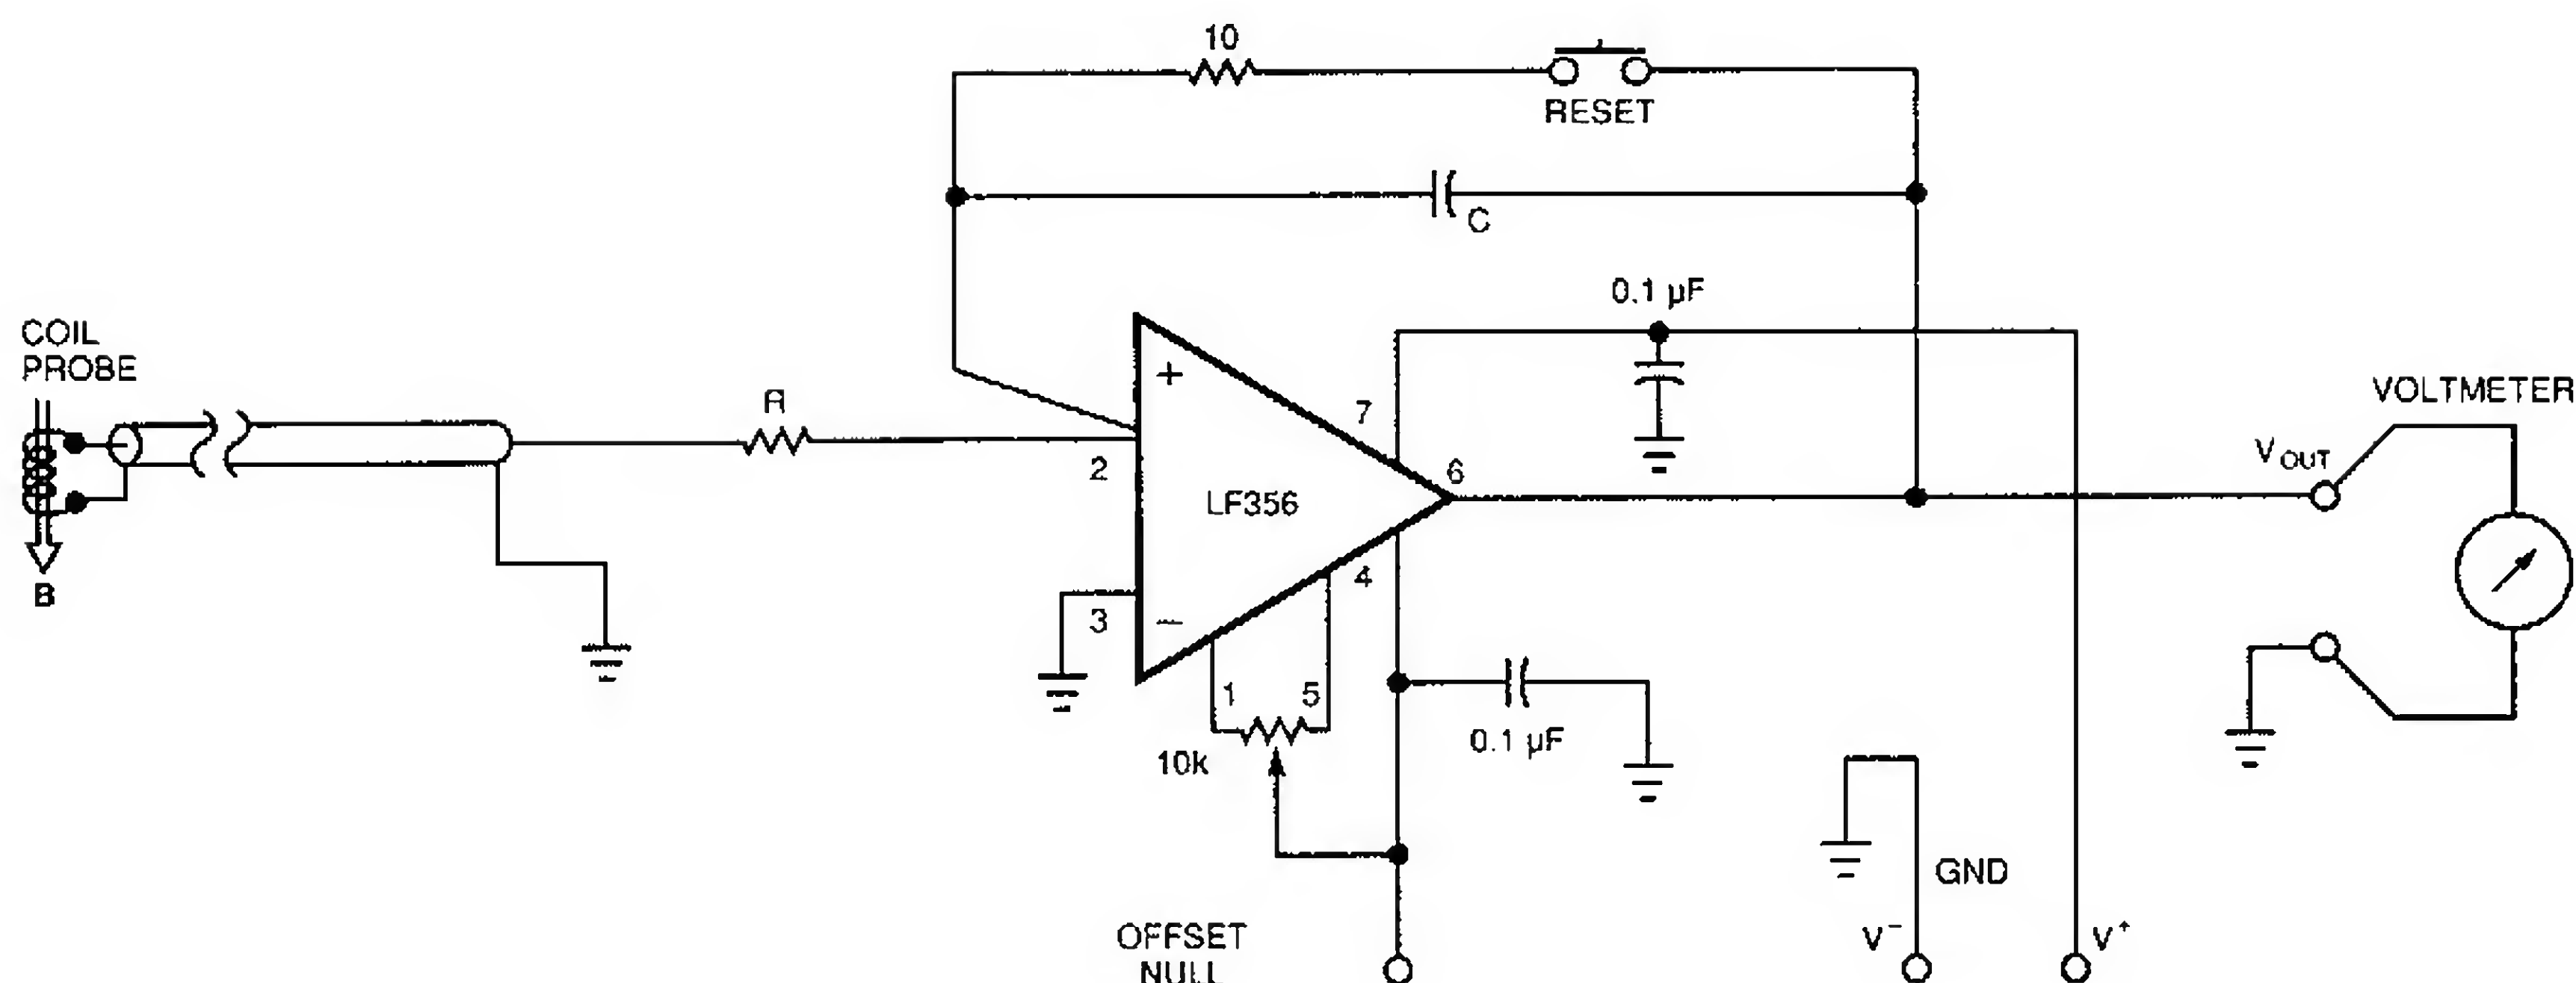 10
RESET
C
0.1 µF
COIL
PROBE
VOLTMETER
R
+
7
V OUT
2
6
LF356
B
4
3
−
1
5
10k
0.1 µF
GND
OFFSET
NULL
V⁻
V⁺